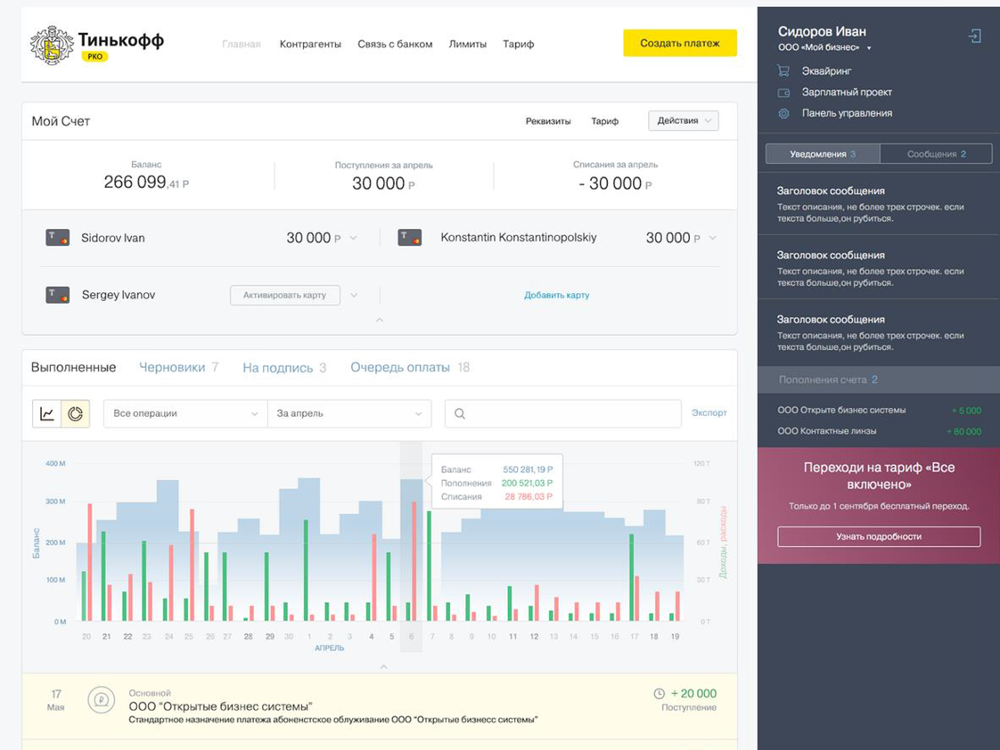 Тинькофф
РКО
Главная Контрагенты Связь с банком Лимиты Тариф
Создать платеж
Мой Счет
Реквизиты Тариф Действия
Баланс
266 099,41 Р
Поступления за апрель
30 000 Р
Списания за апрель
- 30 000 Р
T Sidorov Ivan 30 000 Р
T Konstantin Konstantinopolskiy 30 000 Р
T Sergey Ivanov Активировать карту
Добавить карту
Выполненные Черновики 7 На подпись 3 Очередь оплаты 18
Все операции За апрель Экспорт
400 М
300 М
200 М
100 М
0 М
Баланс
Баланс 550 281,19 Р
Пополнения 200 521,03 Р
Списания 28 786,03 Р
120 Т
90 Т
60 Т
30 Т
0 Т
Доходы, расходы
20 21 22 23 24 25 26 27 28 29 30 1 2 3 4 5 6 7 8 9 10 11 12 13 14 15 16 17 18 19
АПРЕЛЬ
17
Мая
Основной
ООО “Открытые бизнес системы”
Стандартное назначение платежа абоненстское облуживание ООО “Открытые бизнесс системы”
+ 20 000
Поступление
Сидоров Иван
ООО «Мой бизнес»
Эквайринг
Зарплатный проект
Панель управления
Уведомления 3 Сообщения 2
Заголовок сообщения
Текст описания, не более трех строчек. если
текста больше,он рубиться.
Заголовок сообщения
Текст описания, не более трех строчек. если
текста больше,он рубиться.
Заголовок сообщения
Текст описания, не более трех строчек. если
текста больше,он рубиться.
Пополнения счета 2
ООО Открыте бизнес системы + 5 000
ООО Контактные линзы + 80 000
Переходи на тариф «Все
включено»
Только до 1 сентября бесплатный переход.
Узнать подробности